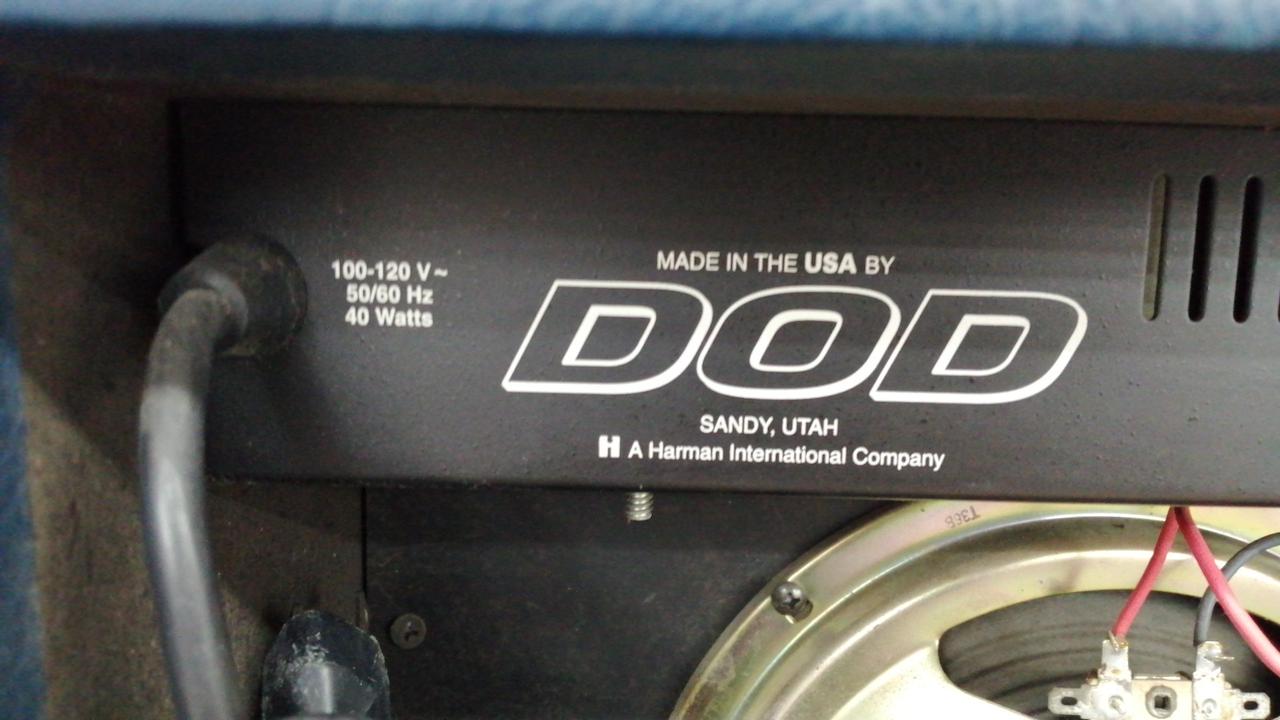 100-120 V~
50/60 Hz
40 Watts
MADE IN THE USA BY
DOD
SANDY, UTAH
H A Harman International Company
T36B